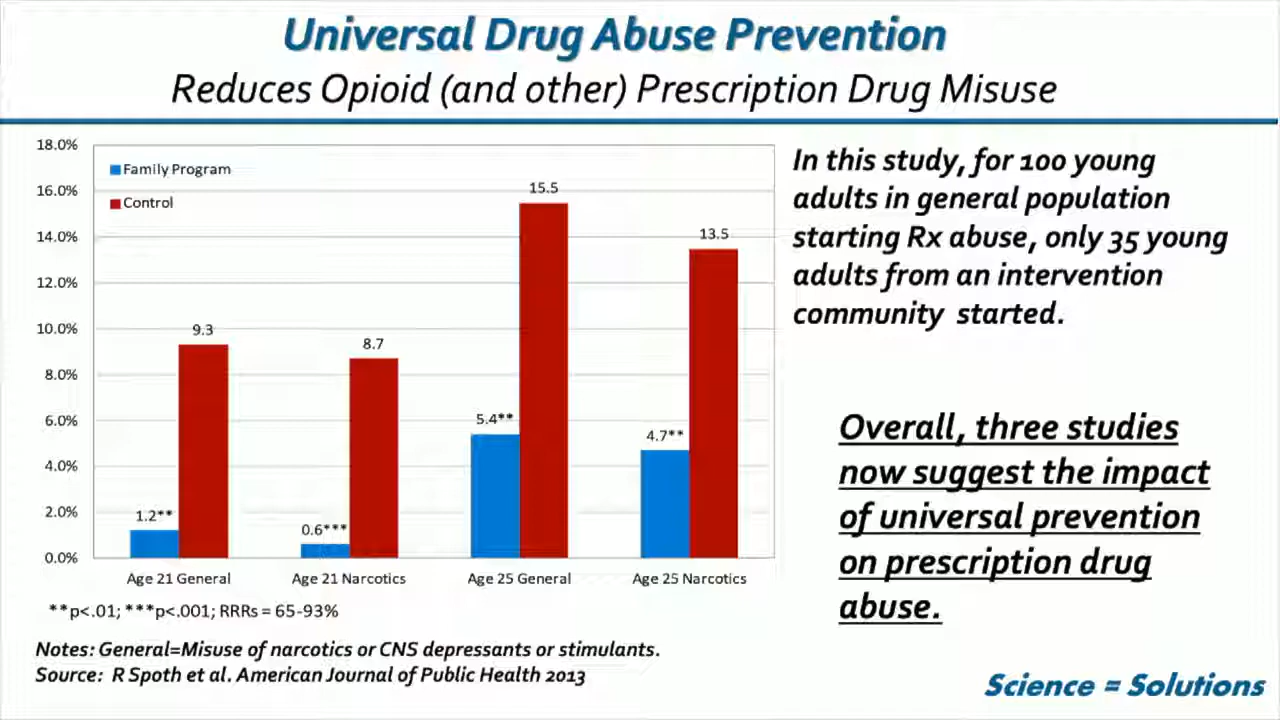 Universal Drug Abuse Prevention
Reduces Opioid (and other) Prescription Drug Misuse
18.0%
16.0%
14.0%
12.0%
10.0%
8.0%
6.0%
4.0%
2.0%
0.0%
Family Program
Control
1.2**
9.3
0.6***
8.7
5.4**
15.5
4.7**
13.5
Age 21 General
Age 21 Narcotics
Age 25 General
Age 25 Narcotics
**p<.01; ***p<.001; RRRs = 65-93%
Notes: General=Misuse of narcotics or CNS depressants or stimulants.
Source: R Spoth et al. American Journal of Public Health 2013
In this study, for 100 young
adults in general population
starting Rx abuse, only 35 young
adults from an intervention
community started.
Overall, three studies
now suggest the impact
of universal prevention
on prescription drug
abuse.
Science = Solutions